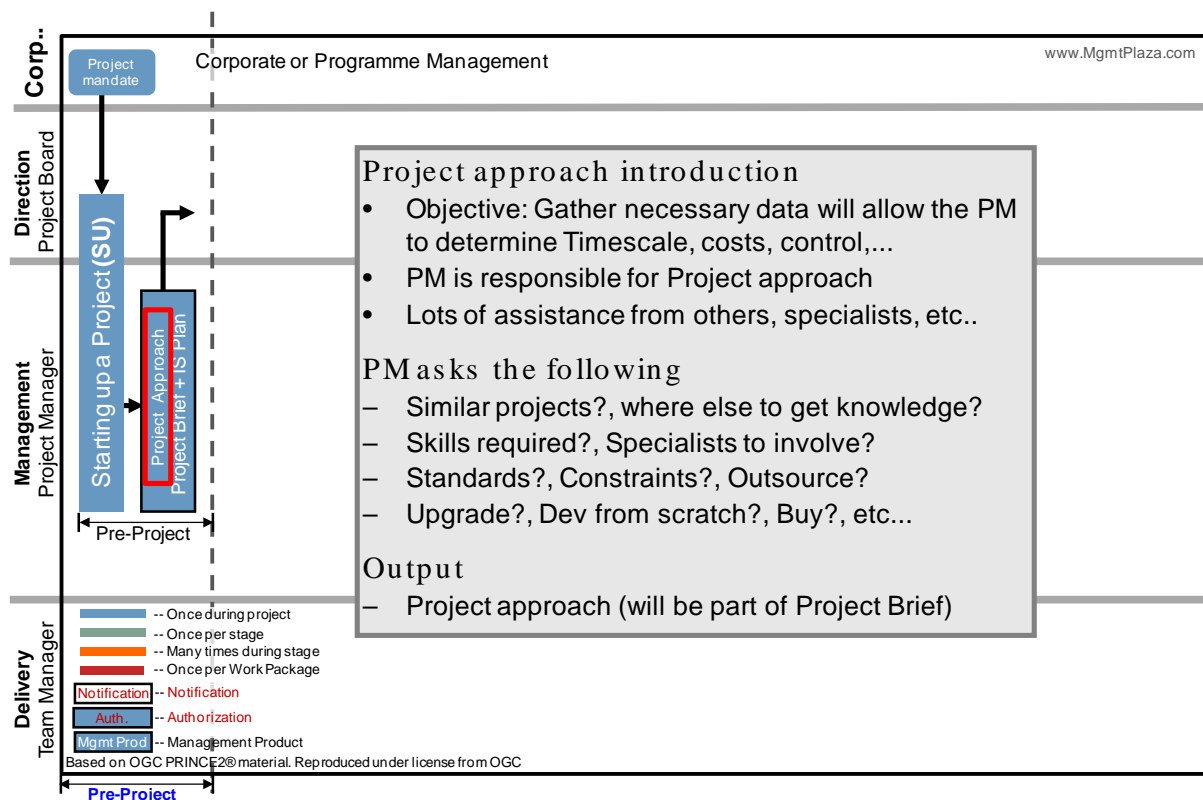 Corp..
Project
mandate
Corporate or Programme Management
www.MgmtPlaza.com
Direction
Project Board
Management
Project Manager
Delivery
Team Manager
Starting up a Project (SU)
Project Approach
Project Brief + IS Plan
Pre-Project
Project approach introduction
• Objective: Gather necessary data will allow the PM
to determine Timescale, costs, control,...
• PM is responsible for Project approach
• Lots of assistance from others, specialists, etc..
PM asks the following
– Similar projects?, where else to get knowledge?
– Skills required?, Specialists to involve?
– Standards?, Constraints?, Outsource?
– Upgrade?, Dev from scratch?, Buy?, etc...
Output
– Project approach (will be part of Project Brief)
-- Once during project
-- Once per stage
-- Many times during stage
-- Once per Work Package
Notification -- Notification
Auth. -- Authorization
Mgmt Prod -- Management Product
Based on OGC PRINCE2® material. Reproduced under license from OGC
Pre-Project